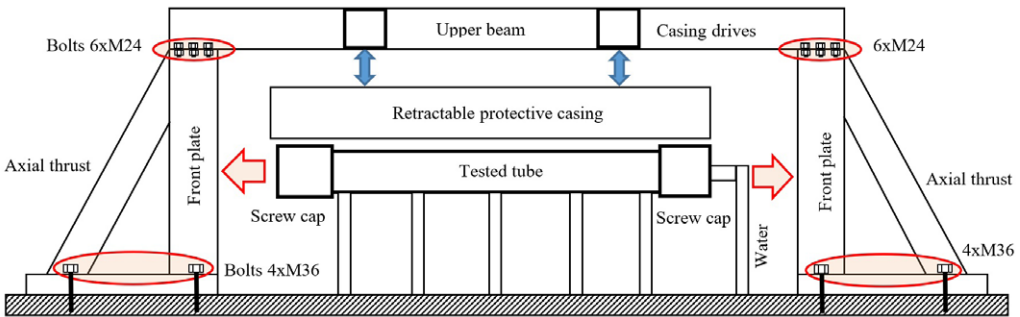 Upper beam
Casing drives
Bolts 6xM24
6xM24
Retractable protective casing
Axial thrust
Front plate
Tested tube
Front plate
Axial thrust
Screw cap
Screw cap
Water
Bolts 4xM36
4xM36